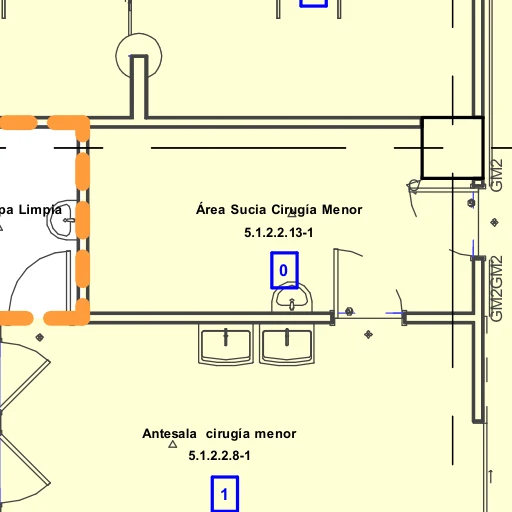 GM2
pa Limpia
Área Sucia Cirugía Menor
5.1.2.2.13-1
0
GM2GM2
Antesala cirugía menor
5.1.2.2.8-1
1